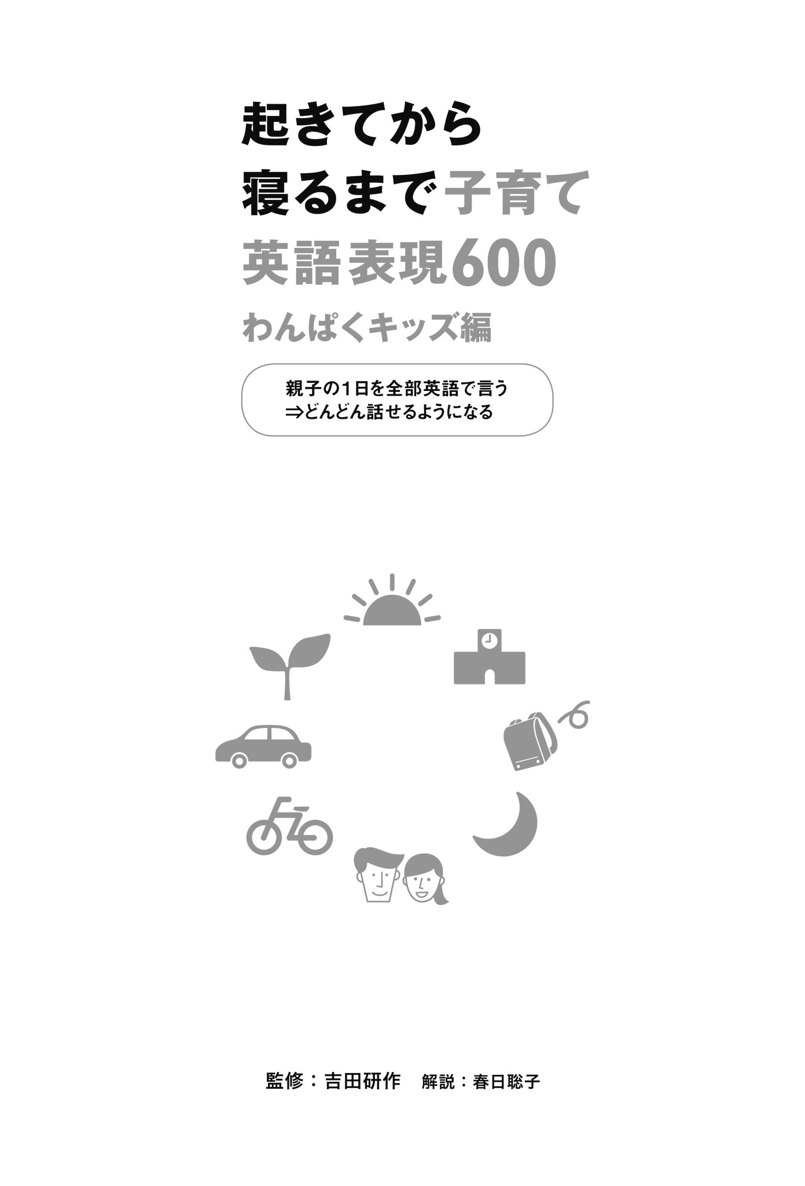 起きてから
寝るまで子育て
英語表現600
わんぱくキッズ編
親子の1日を全部英語で言う
⇒どんどん話せるようになる
監修：吉田研作　解説：春日聡子